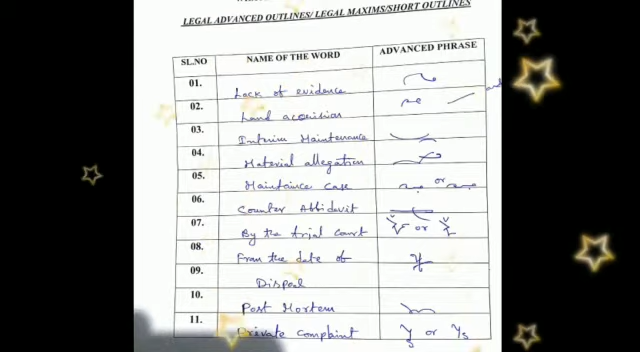 LEGAL ADVANCED OUTLINES/ LEGAL MAXIMS/SHORT OUTLINES
SL.NO NAME OF THE WORD ADVANCED PHRASE
01. Lack of evidence
02. Land acquision
03. Interim Maintenance
04. Material allegation
05. Maintaince case or
06. Counter Abbidavit
07. By the trial court or
08. From the date of
09. Disposal
10. Post Mortem
11. Private complaint or